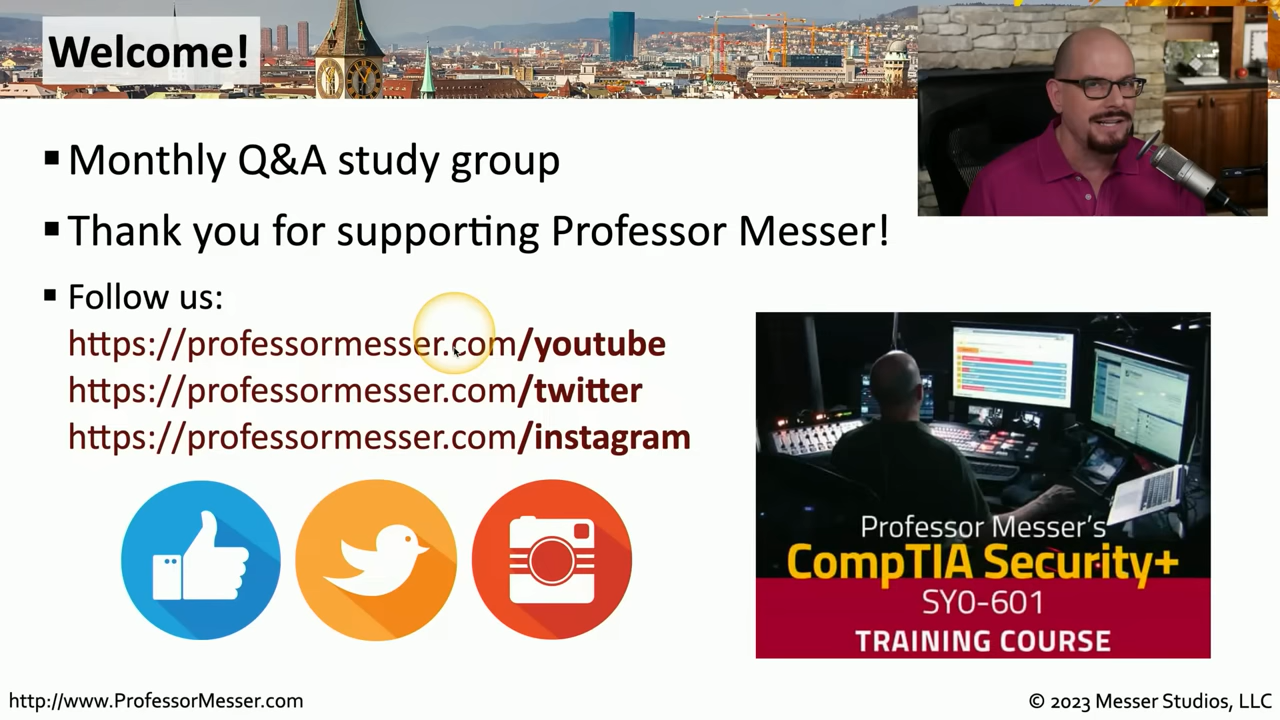 Welcome!
▪ Monthly Q&A study group
▪ Thank you for supporting Professor Messer!
▪ Follow us:
https://professormesser.com/youtube
https://professormesser.com/twitter
https://professormesser.com/instagram
Professor Messer's
CompTIA Security+
SY0-601
TRAINING COURSE
http://www.ProfessorMesser.com
© 2023 Messer Studios, LLC